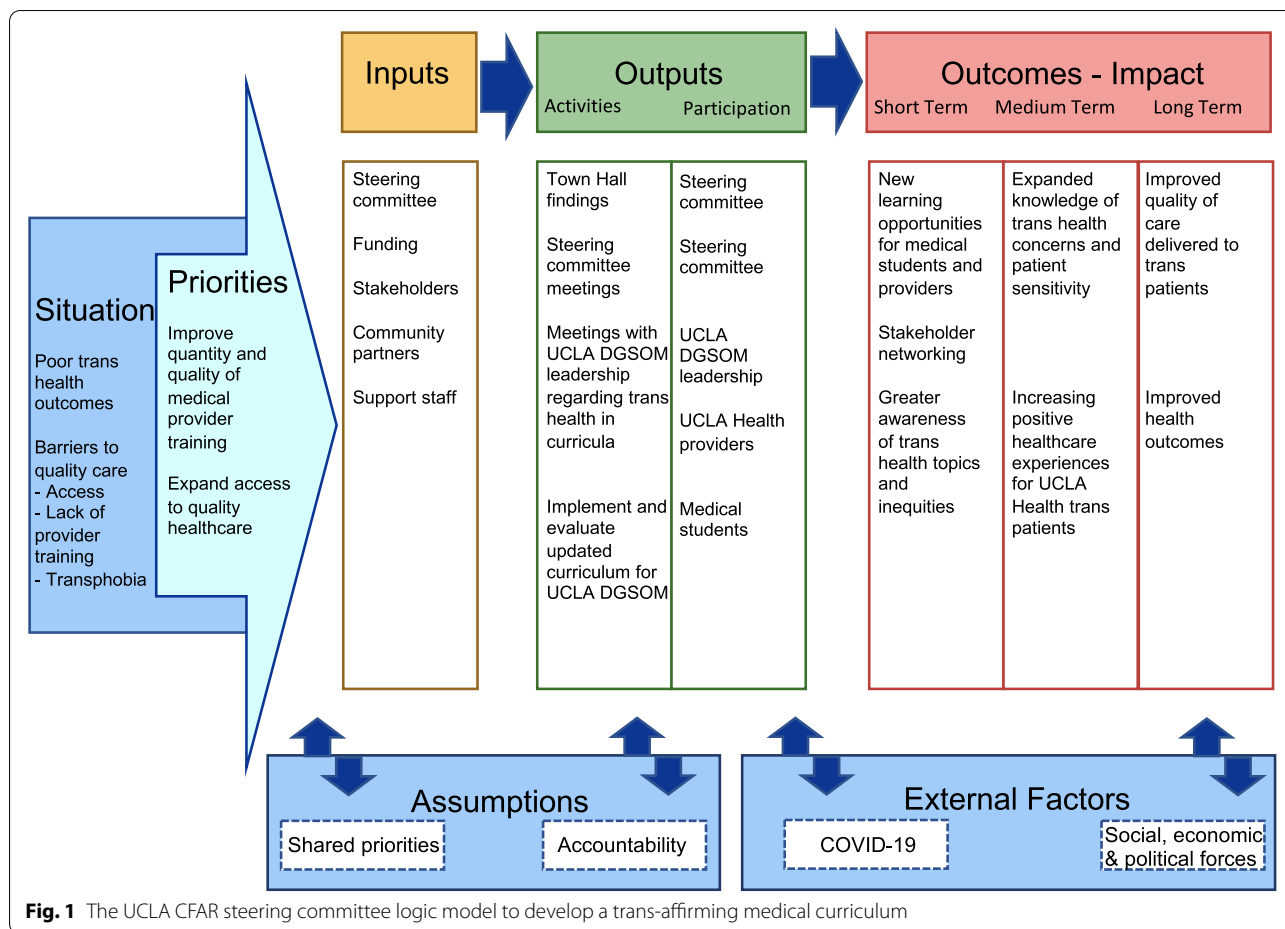 Situation
Poor trans
health
outcomes
Barriers to
quality care
- Access
- Lack of
provider
training
- Transphobia
Priorities
Improve
quantity and
quality of
medical
provider
training
Expand access
to quality
healthcare
Inputs
Steering
committee
Funding
Stakeholders
Community
partners
Support staff
Outputs
Activities
Participation
Town Hall
findings
Steering
committee
meetings
Meetings with
UCLA DGSOM
leadership
regarding trans
health in
curricula
Implement and
evaluate
updated
curriculum for
UCLA DGSOM
Steering
committee
Steering
committee
UCLA
DGSOM
leadership
UCLA Health
providers
Medical
students
Outcomes - Impact
Short Term
Medium Term
Long Term
New
learning
opportunities
for medical
students and
providers
Stakeholder
networking
Greater
awareness
of trans
health topics
and
inequities
Expanded
knowledge of
trans health
concerns and
patient
sensitivity
Increasing
positive
healthcare
experiences
for UCLA
Health trans
patients
Improved
quality of
care
delivered to
trans
patients
Improved
health
outcomes
Assumptions
Shared priorities
Accountability
External Factors
COVID-19
Social, economic
& political forces
Fig. 1 The UCLA CFAR steering committee logic model to develop a trans-affirming medical curriculum